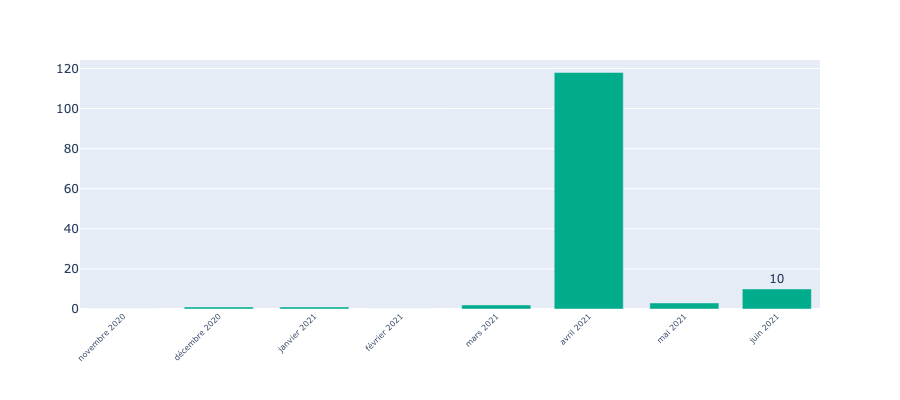 120
100
80
60
40
20
0
10
novembre 2020
décembre 2020
janvier 2021
février 2021
mars 2021
avril 2021
mai 2021
juin 2021